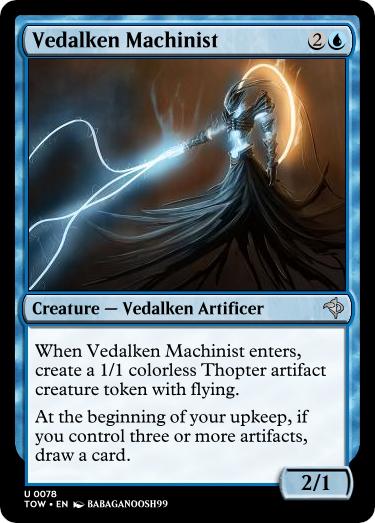 Vedalken Machinist 2
Creature — Vedalken Artificer
When Vedalken Machinist enters,
create a 1/1 colorless Thopter artifact
creature token with flying.
At the beginning of your upkeep, if
you control three or more artifacts,
draw a card.
2/1
U 0078
TOW • EN BABAGANOOSH99